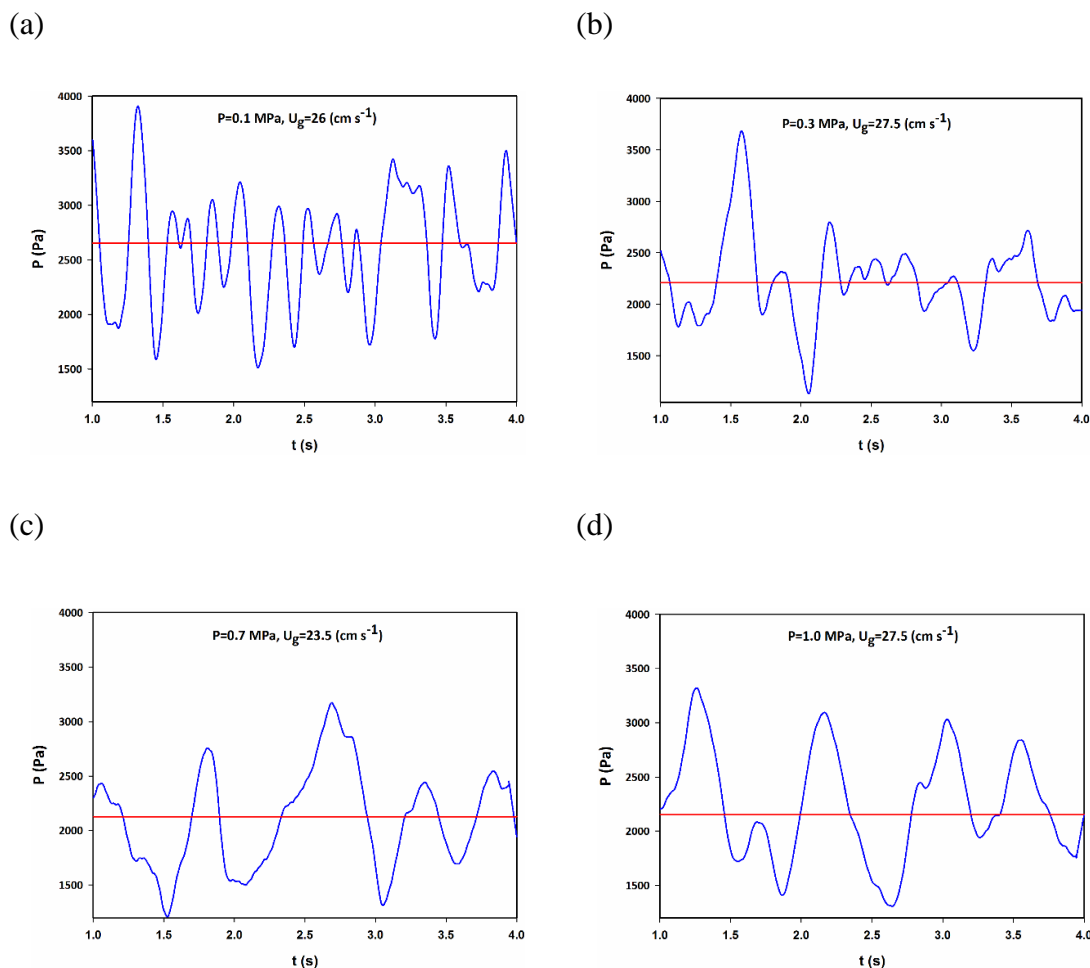 (a)
(b)
P=0.1 MPa, Ug=26 (cm s-1)
P (Pa)
4000
3500
3000
2500
2000
1500
1.0 1.5 2.0 2.5 3.0 3.5 4.0
t (s)
P=0.3 MPa, Ug=27.5 (cm s-1)
P (Pa)
4000
3500
3000
2500
2000
1500
1.0 1.5 2.0 2.5 3.0 3.5 4.0
t (s)
(c)
(d)
P=0.7 MPa, Ug=23.5 (cm s-1)
P (Pa)
4000
3500
3000
2500
2000
1500
1.0 1.5 2.0 2.5 3.0 3.5 4.0
t (s)
P=1.0 MPa, Ug=27.5 (cm s-1)
P (Pa)
4000
3500
3000
2500
2000
1500
1.0 1.5 2.0 2.5 3.0 3.5 4.0
t (s)